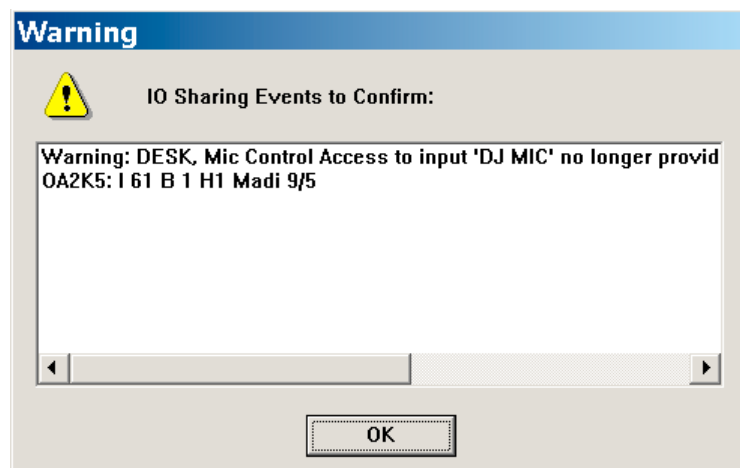 Warning
IO Sharing Events to Confirm:
Warning: DESK, Mic Control Access to input 'DJ MIC' no longer provid
OA2K5: I 61 B 1 H1 Madi 9/5
OK